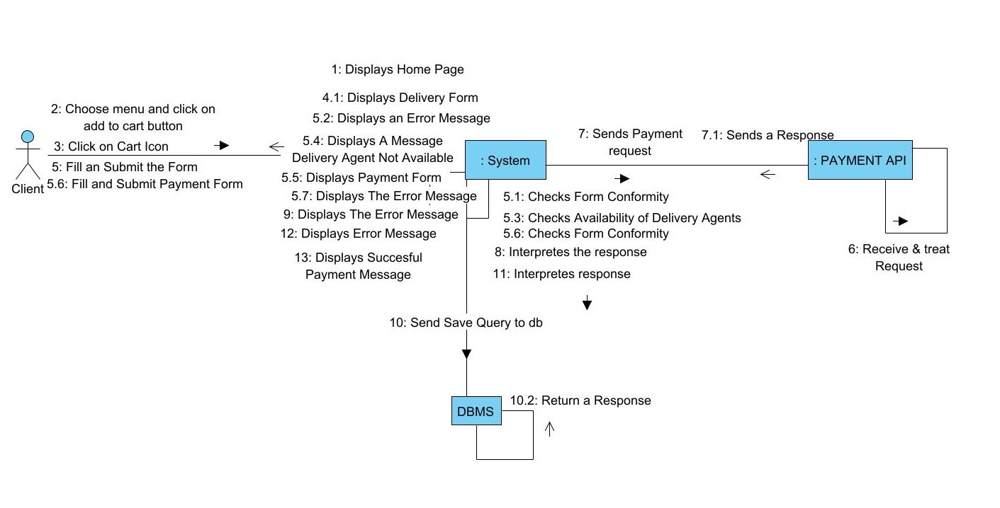 1: Displays Home Page
4.1: Displays Delivery Form
5.2: Displays an Error Message
2: Choose menu and click on
add to cart button
3: Click on Cart Icon
5: Fill an Submit the Form
5.6: Fill and Submit Payment Form
Client
5.4: Displays A Message
Delivery Agent Not Available
5.5: Displays Payment Form
5.7: Displays The Error Message
9: Displays The Error Message
12: Displays Error Message
13: Displays Succesful
Payment Message
: System
7: Sends Payment
request
7.1: Sends a Response
: PAYMENT API
5.1: Checks Form Conformity
5.3: Checks Availability of Delivery Agents
5.6: Checks Form Conformity
8: Interpretes the response
11: Interpretes response
6: Receive & treat
Request
10: Send Save Query to db
DBMS
10.2: Return a Response